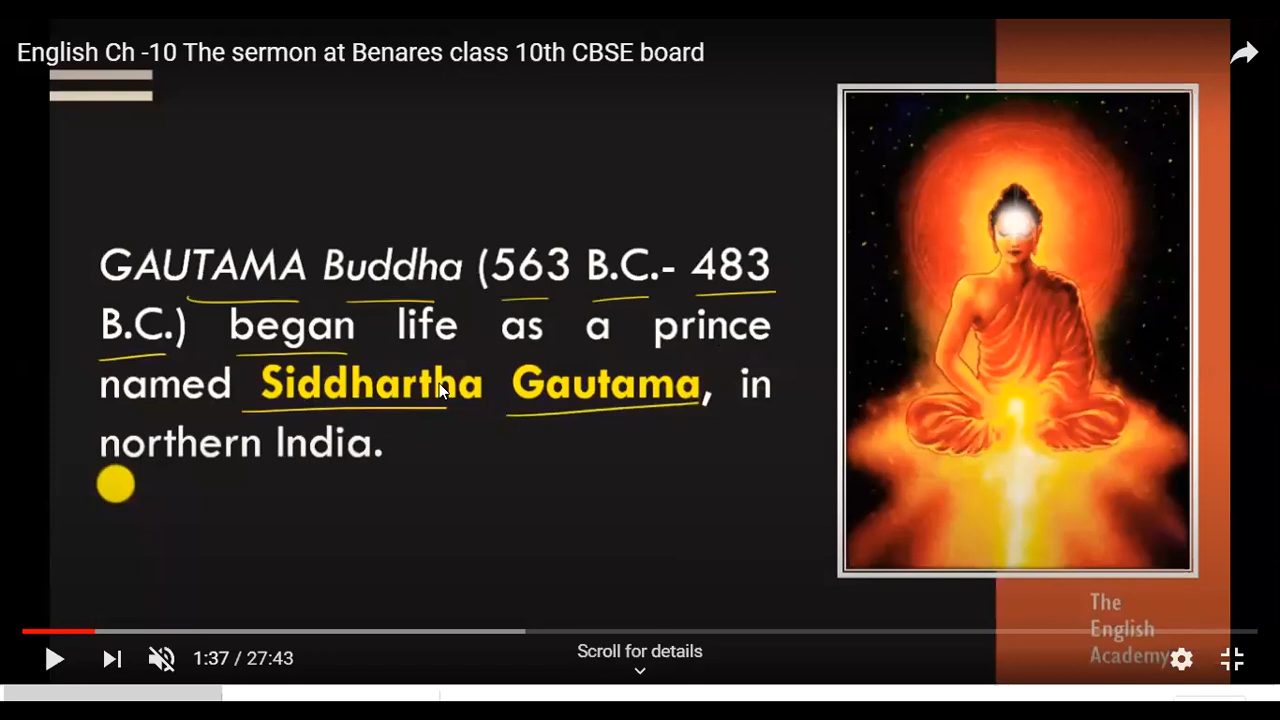 English Ch -10 The sermon at Benares class 10th CBSE board
GAUTAMA Buddha (563 B.C.- 483
B.C.) began life as a prince
named Siddhartha Gautama, in
northern India.
The
English
Academy
1:37 / 27:43
Scroll for details